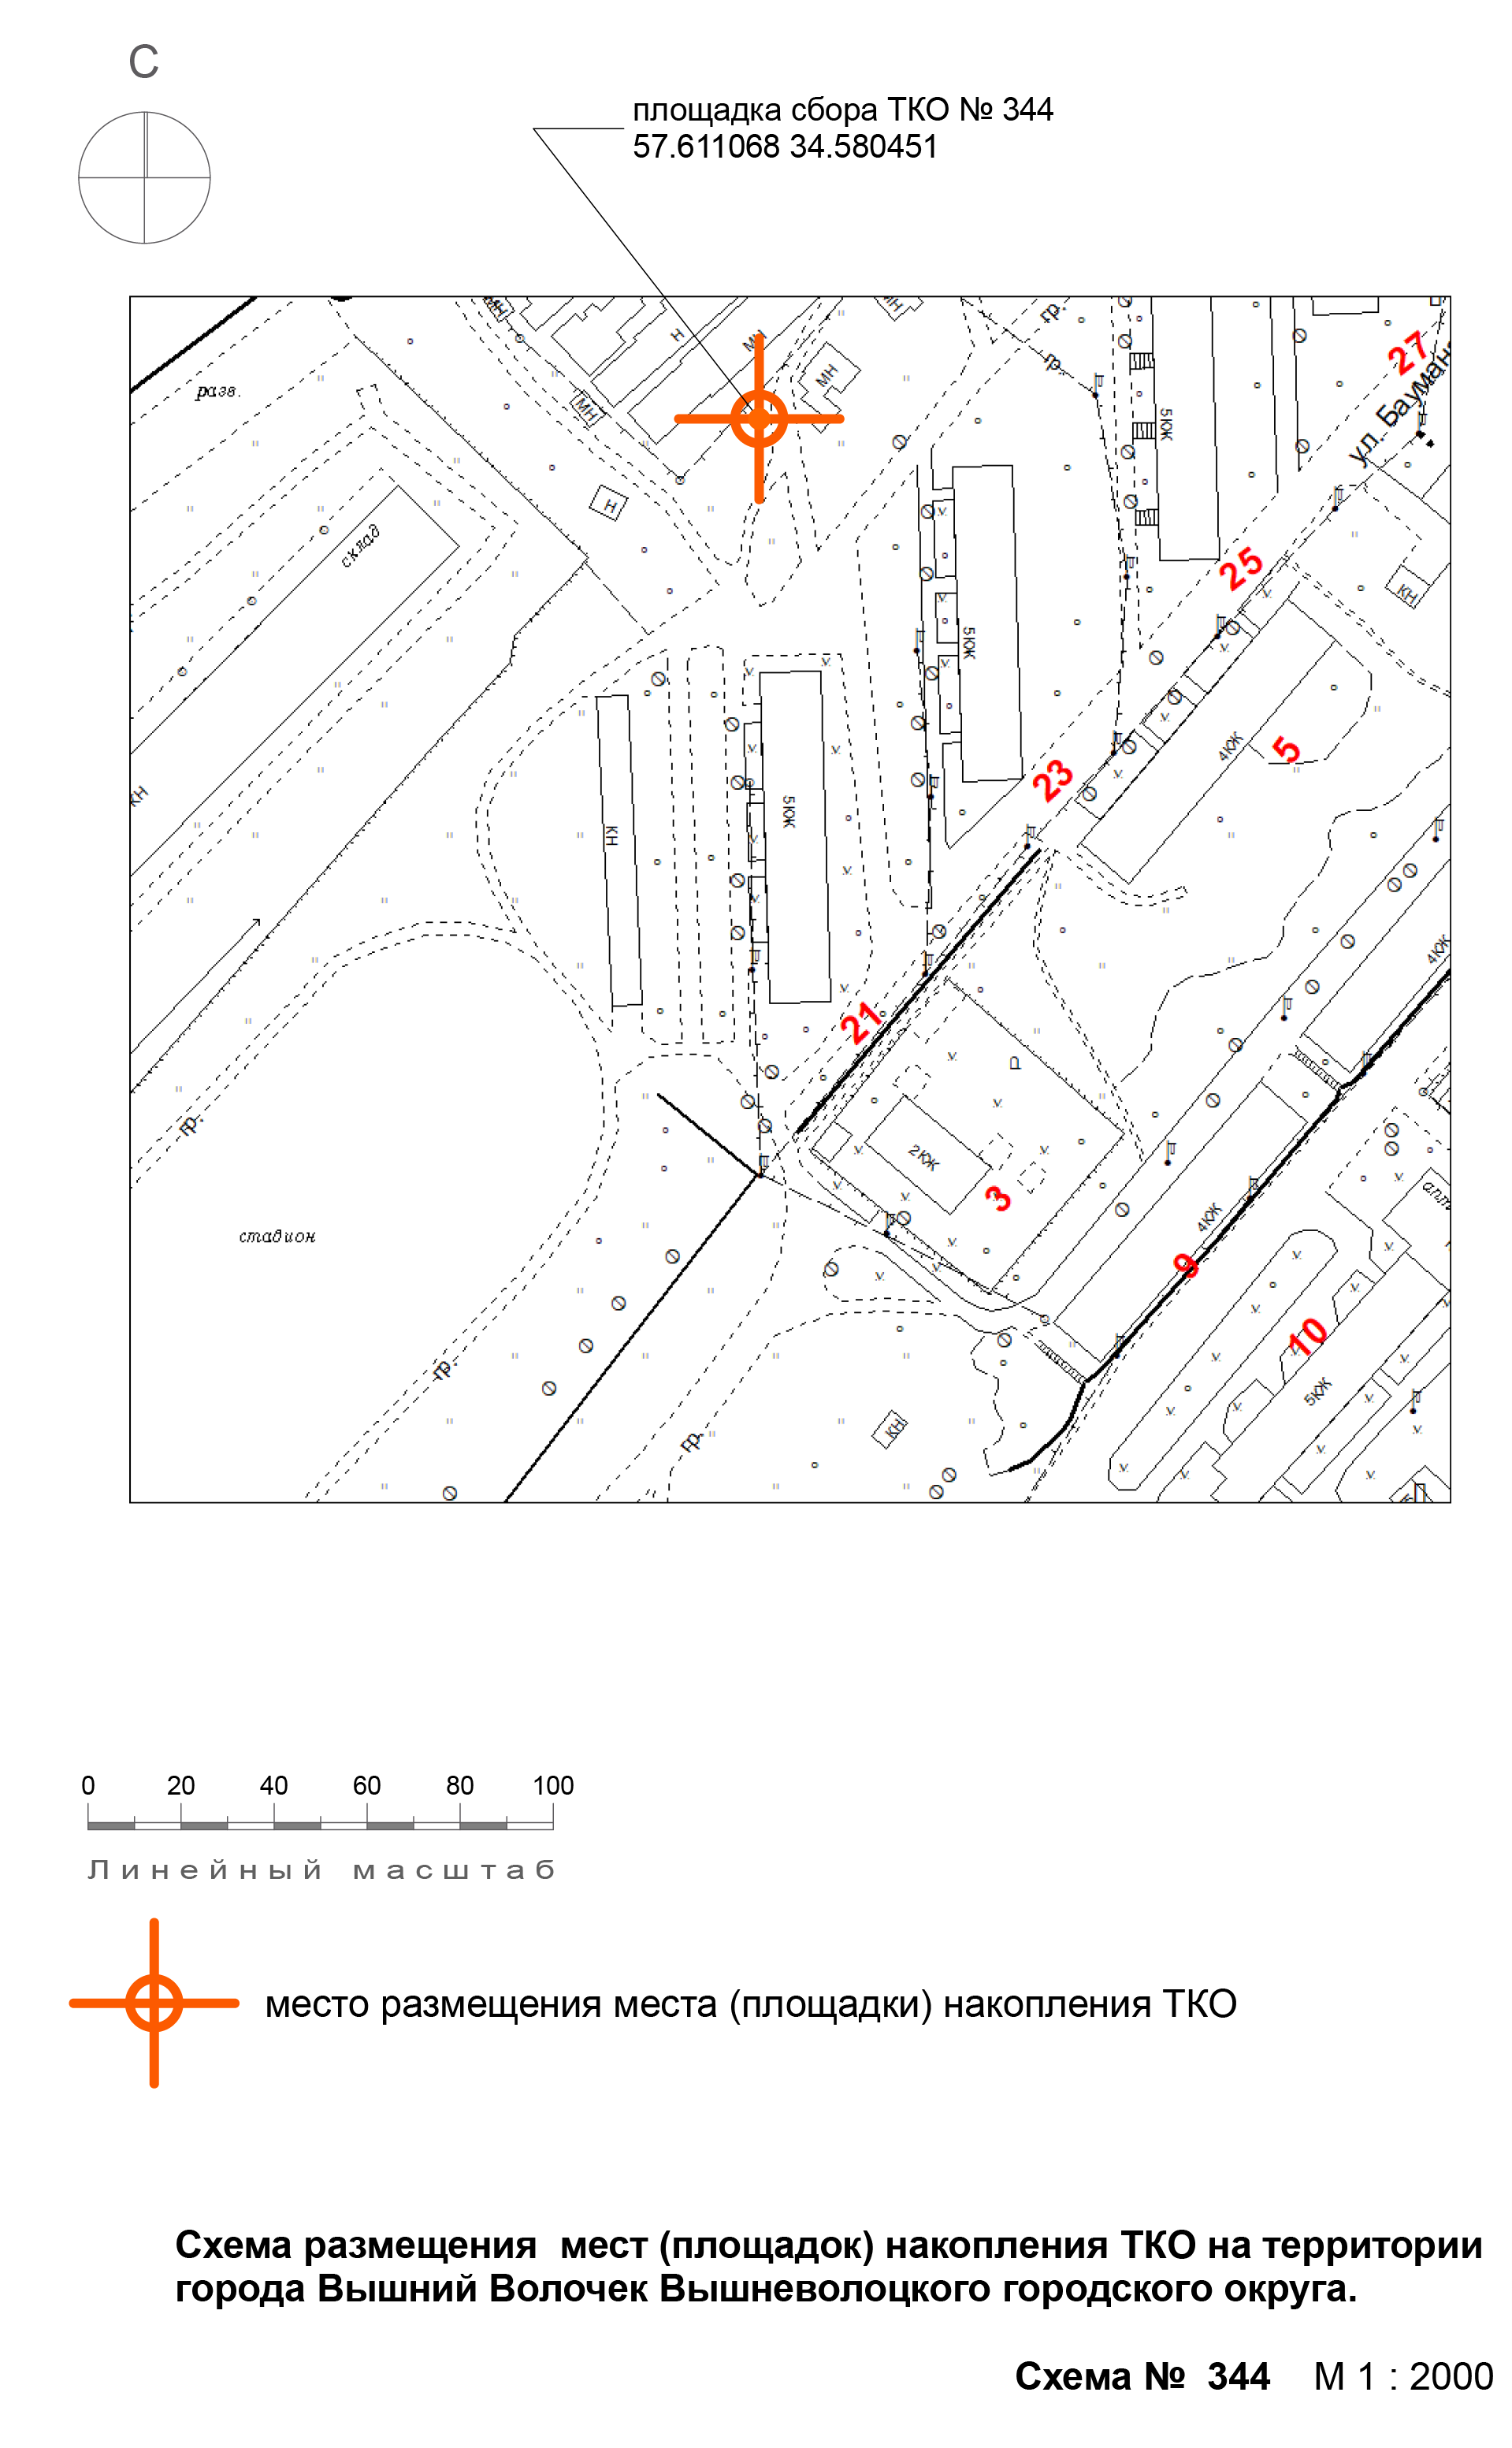 С
площадка сбора ТКО № 344
57.611068 34.580451
разв.
склад
КН
МН
МН
Н
МН
МН
МН
Н
гр.
гр.
5КЖ
27
ул. Баумана
25
КН
5КЖ
4КЖ
5
23
КН
5КЖ
4КЖ
21
гр.
2КЖ
3
4КЖ
9
стадион
10
5КЖ
гр.
гр.
КН
0 20 40 60 80 100
Линейный масштаб
место размещения места (площадки) накопления ТКО
Схема размещения мест (площадок) накопления ТКО на территории
города Вышний Волочек Вышневолоцкого городского округа.
Схема № 344 М 1 : 2000